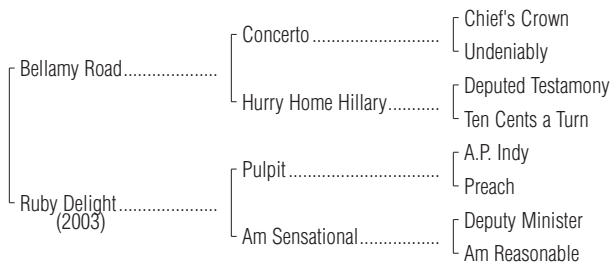 Chief's Crown
Concerto
Undeniably
Bellamy Road
Deputed Testamony
Hurry Home Hillary
Ten Cents a Turn
A.P. Indy
Pulpit
Preach
Ruby Delight
(2003)
Deputy Minister
Am Sensational
Am Reasonable